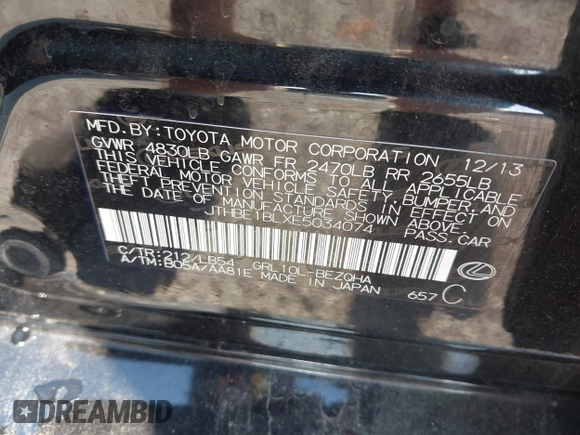 MFD. BY: TOYOTA MOTOR CORPORATION 12/13
GVWR 4830LB GAWR FR 2470LB RR 2655LB
THIS VEHICLE CONFORMS TO ALL APPLICABLE
FEDERAL MOTOR VEHICLE SAFETY, BUMPER, AND
THEFT PREVENTION STANDARDS IN EFFECT ON
THE DATE OF MANUFACTURE SHOWN ABOVE.
JTHBE1BLXE5034074 PASS. CAR
C/TR: 212/LB54 GRL10L-BEZQHA
A/TM: B05A/AA81E MADE IN JAPAN
657 C
DREAMBID